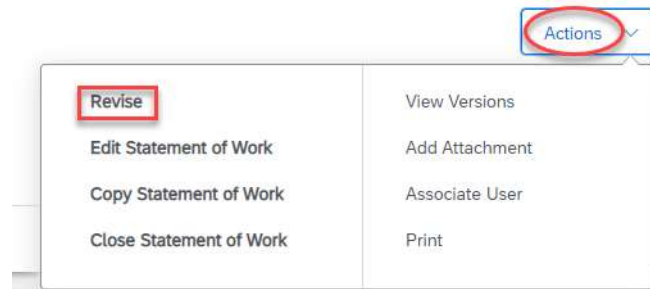 Actions
Revise
Edit Statement of Work
Copy Statement of Work
Close Statement of Work
View Versions
Add Attachment
Associate User
Print